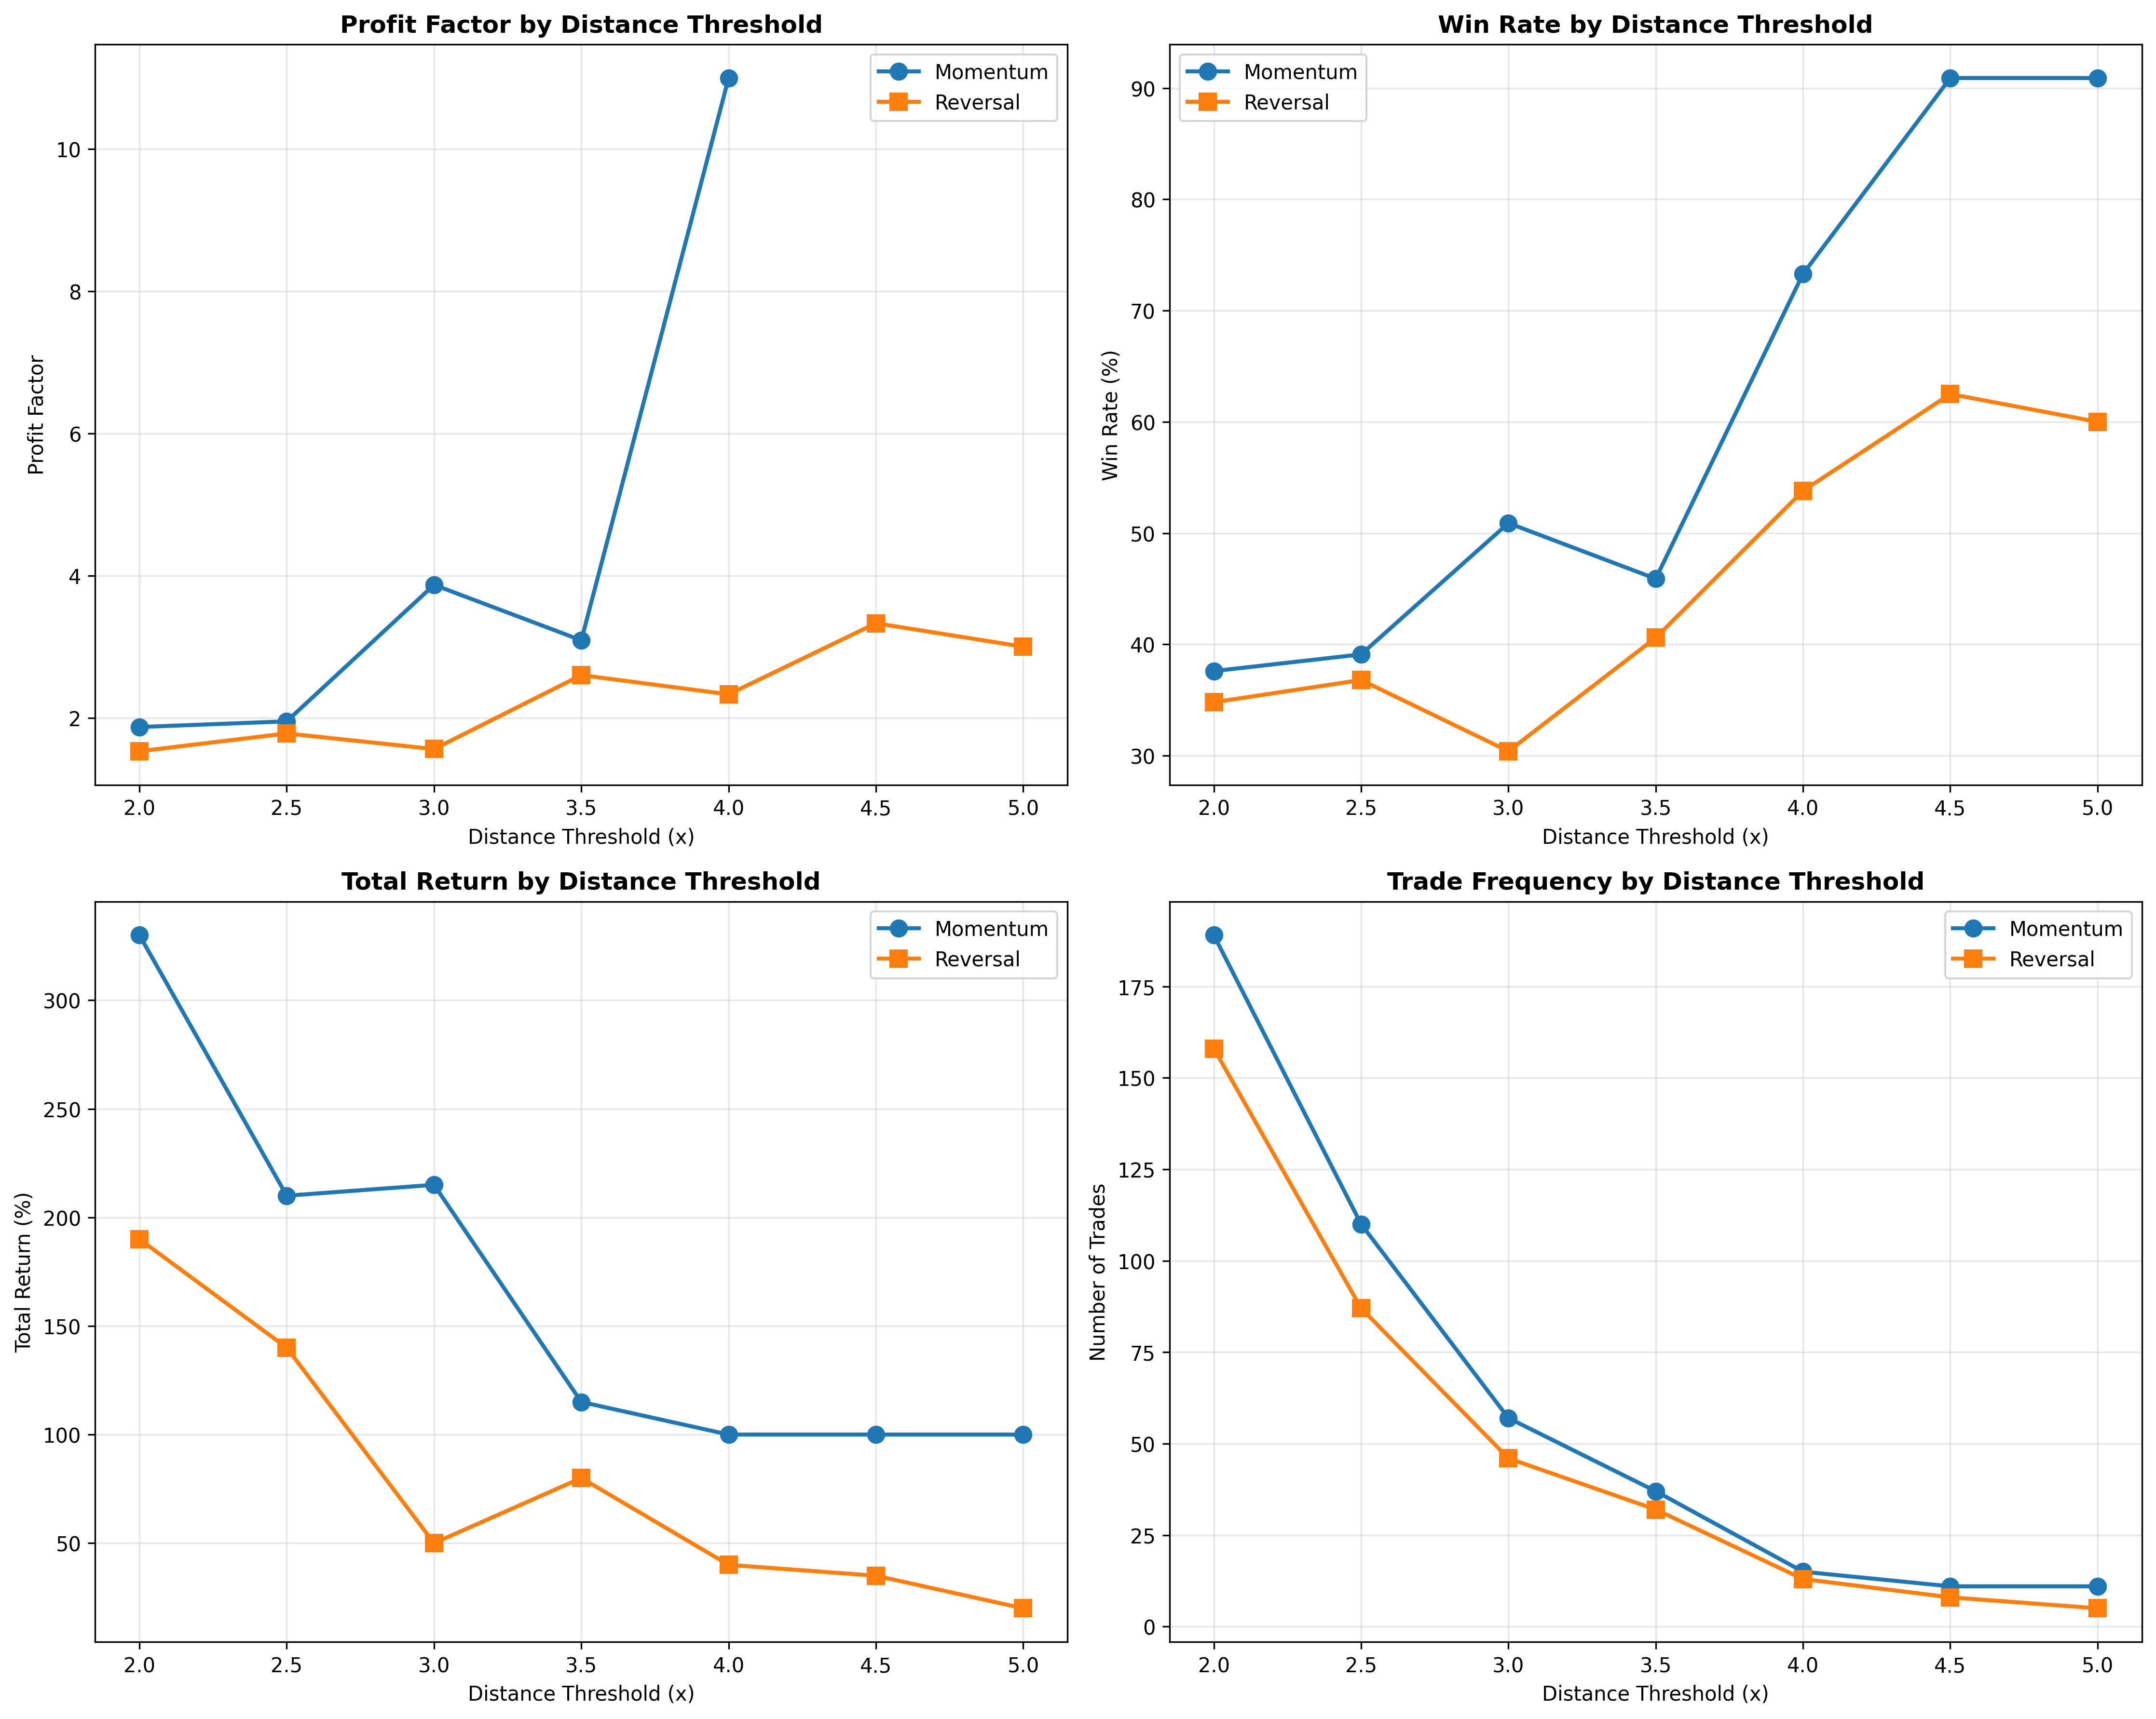 Profit Factor by Distance Threshold
Momentum
Reversal
10
8
6
4
2
Profit Factor
2.0 2.5 3.0 3.5 4.0 4.5 5.0
Distance Threshold (x)
Win Rate by Distance Threshold
Momentum
Reversal
90
80
70
60
50
40
30
Win Rate (%)
2.0 2.5 3.0 3.5 4.0 4.5 5.0
Distance Threshold (x)
Total Return by Distance Threshold
Momentum
Reversal
300
250
200
150
100
50
Total Return (%)
2.0 2.5 3.0 3.5 4.0 4.5 5.0
Distance Threshold (x)
Trade Frequency by Distance Threshold
Momentum
Reversal
175
150
125
100
75
50
25
0
Number of Trades
2.0 2.5 3.0 3.5 4.0 4.5 5.0
Distance Threshold (x)